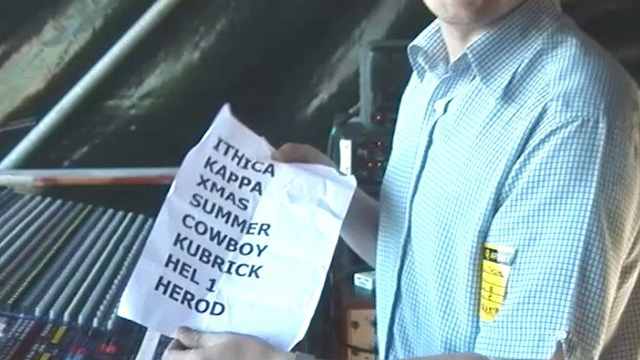 ITHICA
KAPPA
XMAS
SUMMER
COWBOY
KUBRICK
HEL 1
HEROD